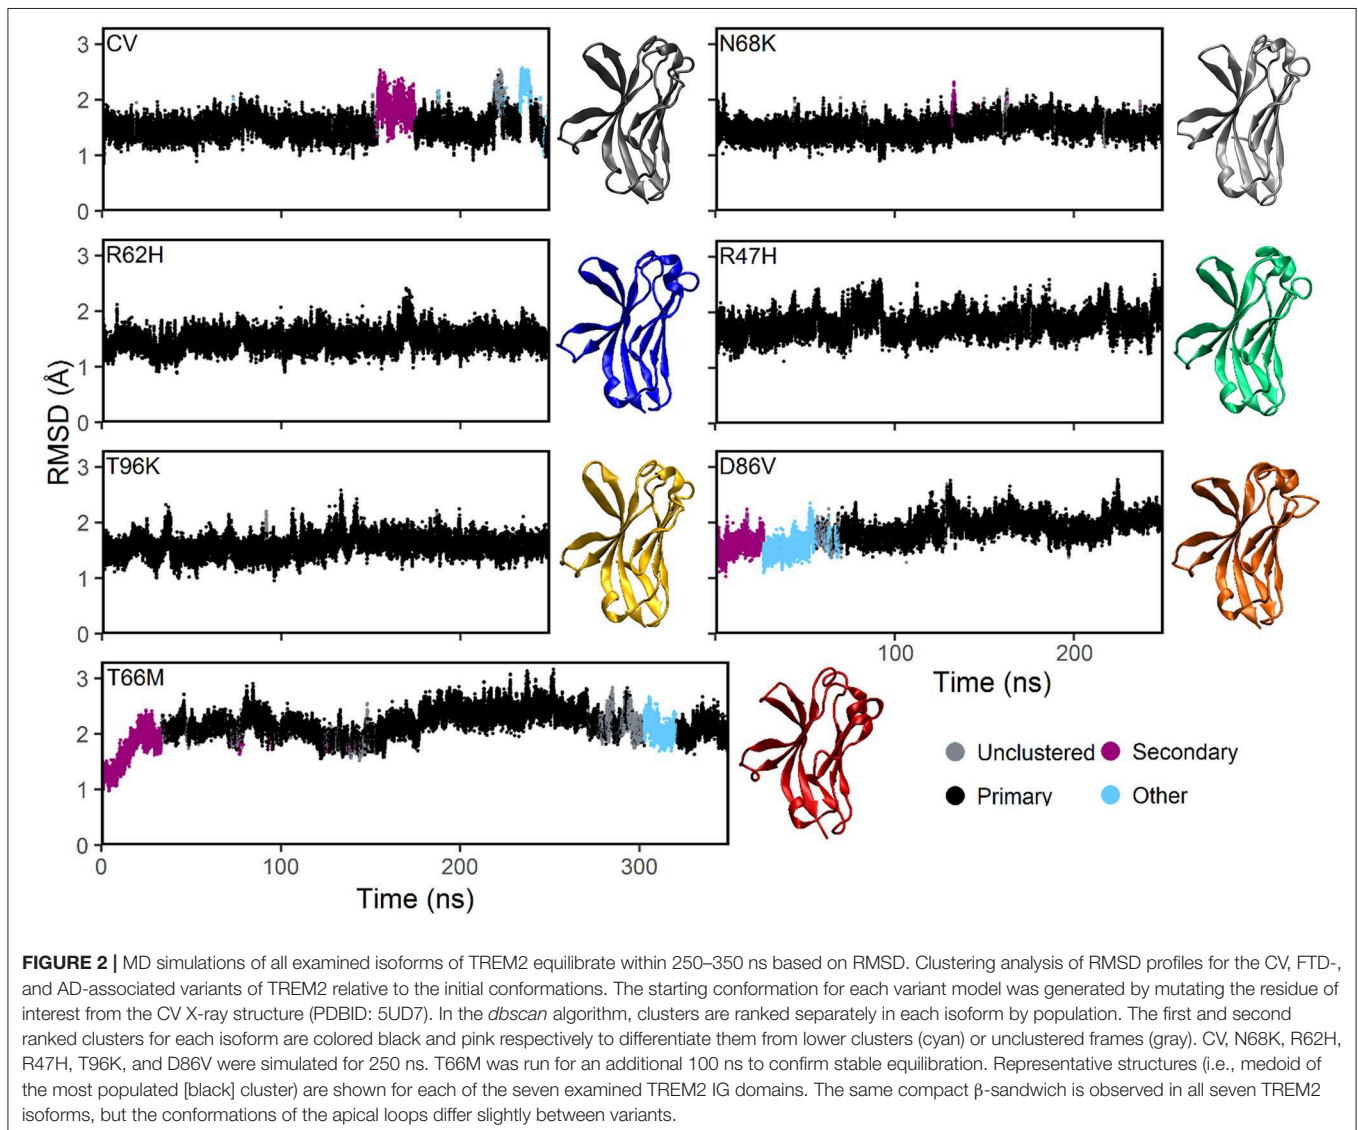 CV
N68K
3
2
1
0
R62H
R47H
3
2
1
0
RMSD (Å)
T96K
D86V
3
2
1
0
100
200
Time (ns)
T66M
3
2
1
0
0
100
200
300
Time (ns)
Unclustered
Secondary
Primary
Other
FIGURE 2 | MD simulations of all examined isoforms of TREM2 equilibrate within 250–350 ns based on RMSD. Clustering analysis of RMSD profiles for the CV, FTD-,
and AD-associated variants of TREM2 relative to the initial conformations. The starting conformation for each variant model was generated by mutating the residue of
interest from the CV X-ray structure (PDBID: 5UD7). In the dbscan algorithm, clusters are ranked separately in each isoform by population. The first and second
ranked clusters for each isoform are colored black and pink respectively to differentiate them from lower clusters (cyan) or unclustered frames (gray). CV, N68K, R62H,
R47H, T96K, and D86V were simulated for 250 ns. T66M was run for an additional 100 ns to confirm stable equilibration. Representative structures (i.e., medoid of
the most populated [black] cluster) are shown for each of the seven examined TREM2 IG domains. The same compact β-sandwich is observed in all seven TREM2
isoforms, but the conformations of the apical loops differ slightly between variants.